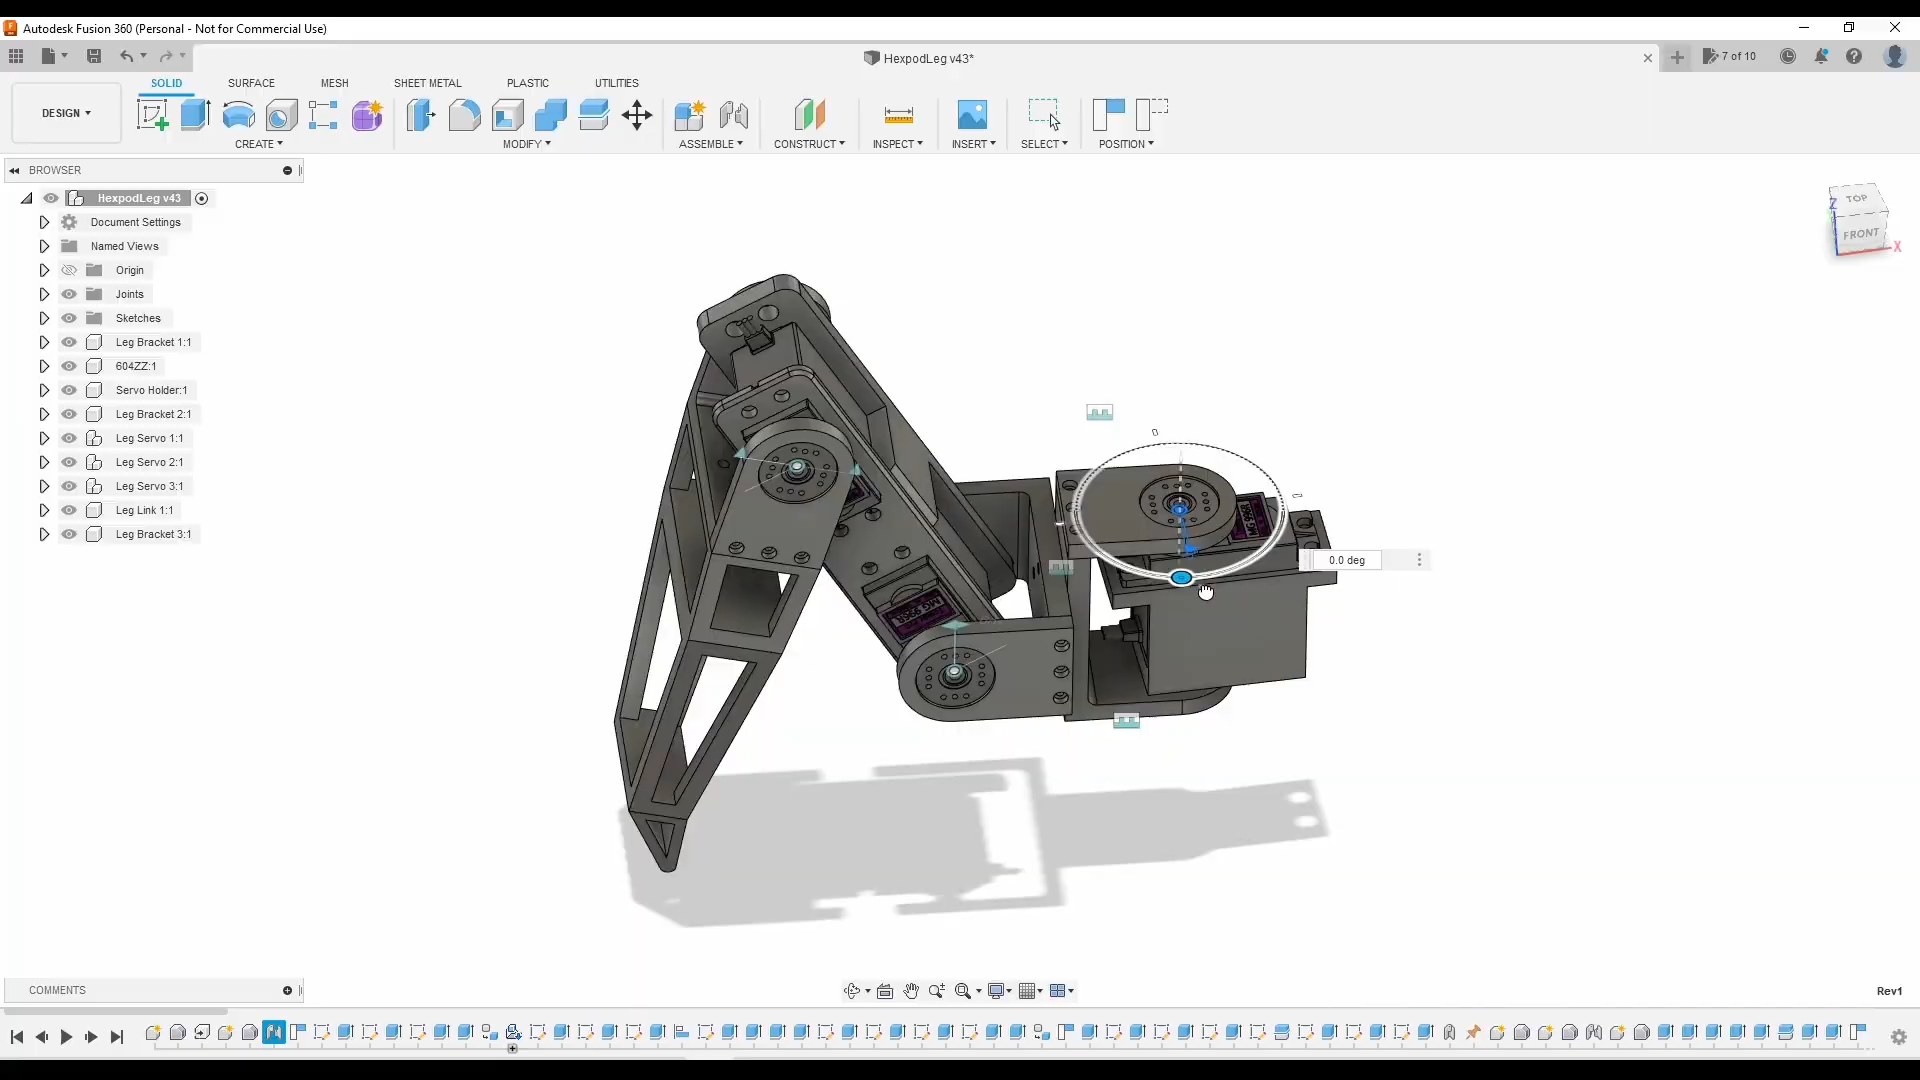 Autodesk Fusion 360 (Personal - Not for Commercial Use)
HexpodLeg v43*
7 of 10
DESIGN
SOLID
SURFACE
MESH
SHEET METAL
PLASTIC
UTILITIES
CREATE
MODIFY
ASSEMBLE
CONSTRUCT
INSPECT
INSERT
SELECT
POSITION
BROWSER
HexpodLeg v43
Document Settings
Named Views
Origin
Joints
Sketches
Leg Bracket 1:1
604ZZ:1
Servo Holder:1
Leg Bracket 2:1
Leg Servo 1:1
Leg Servo 2:1
Leg Servo 3:1
Leg Link 1:1
Leg Bracket 3:1
TOP
FRONT
Z
X
MG 996R
0.0 deg
MG 996R
COMMENTS
Rev1